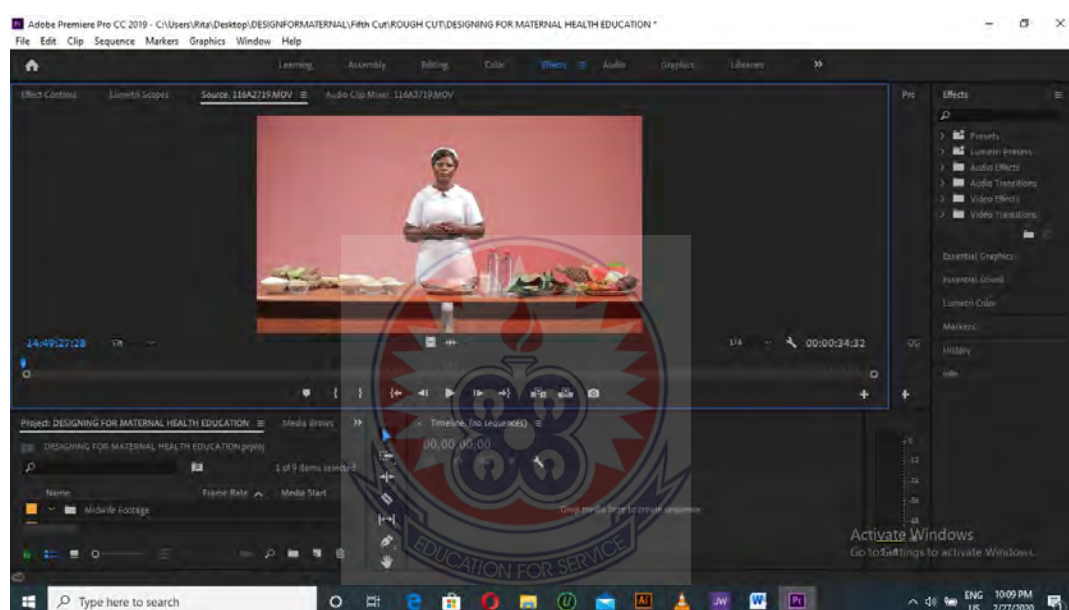 Adobe Premiere Pro CC 2019 - C:\Users\Rita\Desktop\DESIGNFORMATERNAL\Fifth Cut\ROUGH CUT\DESIGNING FOR MATERNAL HEALTH EDUCATION *
File Edit Clip Sequence Markers Graphics Window Help
Learning Assembly Editing Color Effects Audio Graphics Libraries
Effect Controls Lumetri Scopes Source: 116A2719.MOV Audio Clip Mixer: 116A2719.MOV
Prc
Effects
Presets
Lumetri Presets
Audio Effects
Audio Transitions
Video Effects
Video Transitions
Essential Graphics
Essential Sound
Lumetri Color
Markers
History
Info
14:49:27:28 Fit 1/4 00:00:34:32 00
Project: DESIGNING FOR MATERNAL HEALTH EDUCATION Media Brows
DESIGNING FOR MATERNAL HEALTH EDUCATION.prproj
1 of 9 items selected
Name Frame Rate Media Start
Midwife Footage
Timeline: (no sequences)
00;00;00;00
Drop media here to create sequence.
EDUCATION FOR SERVICE
Activate Windows
Go to Settings to activate Windows.
Type here to search
Ai JW W Pr
ENG
US
10:09 PM
2/27/2020